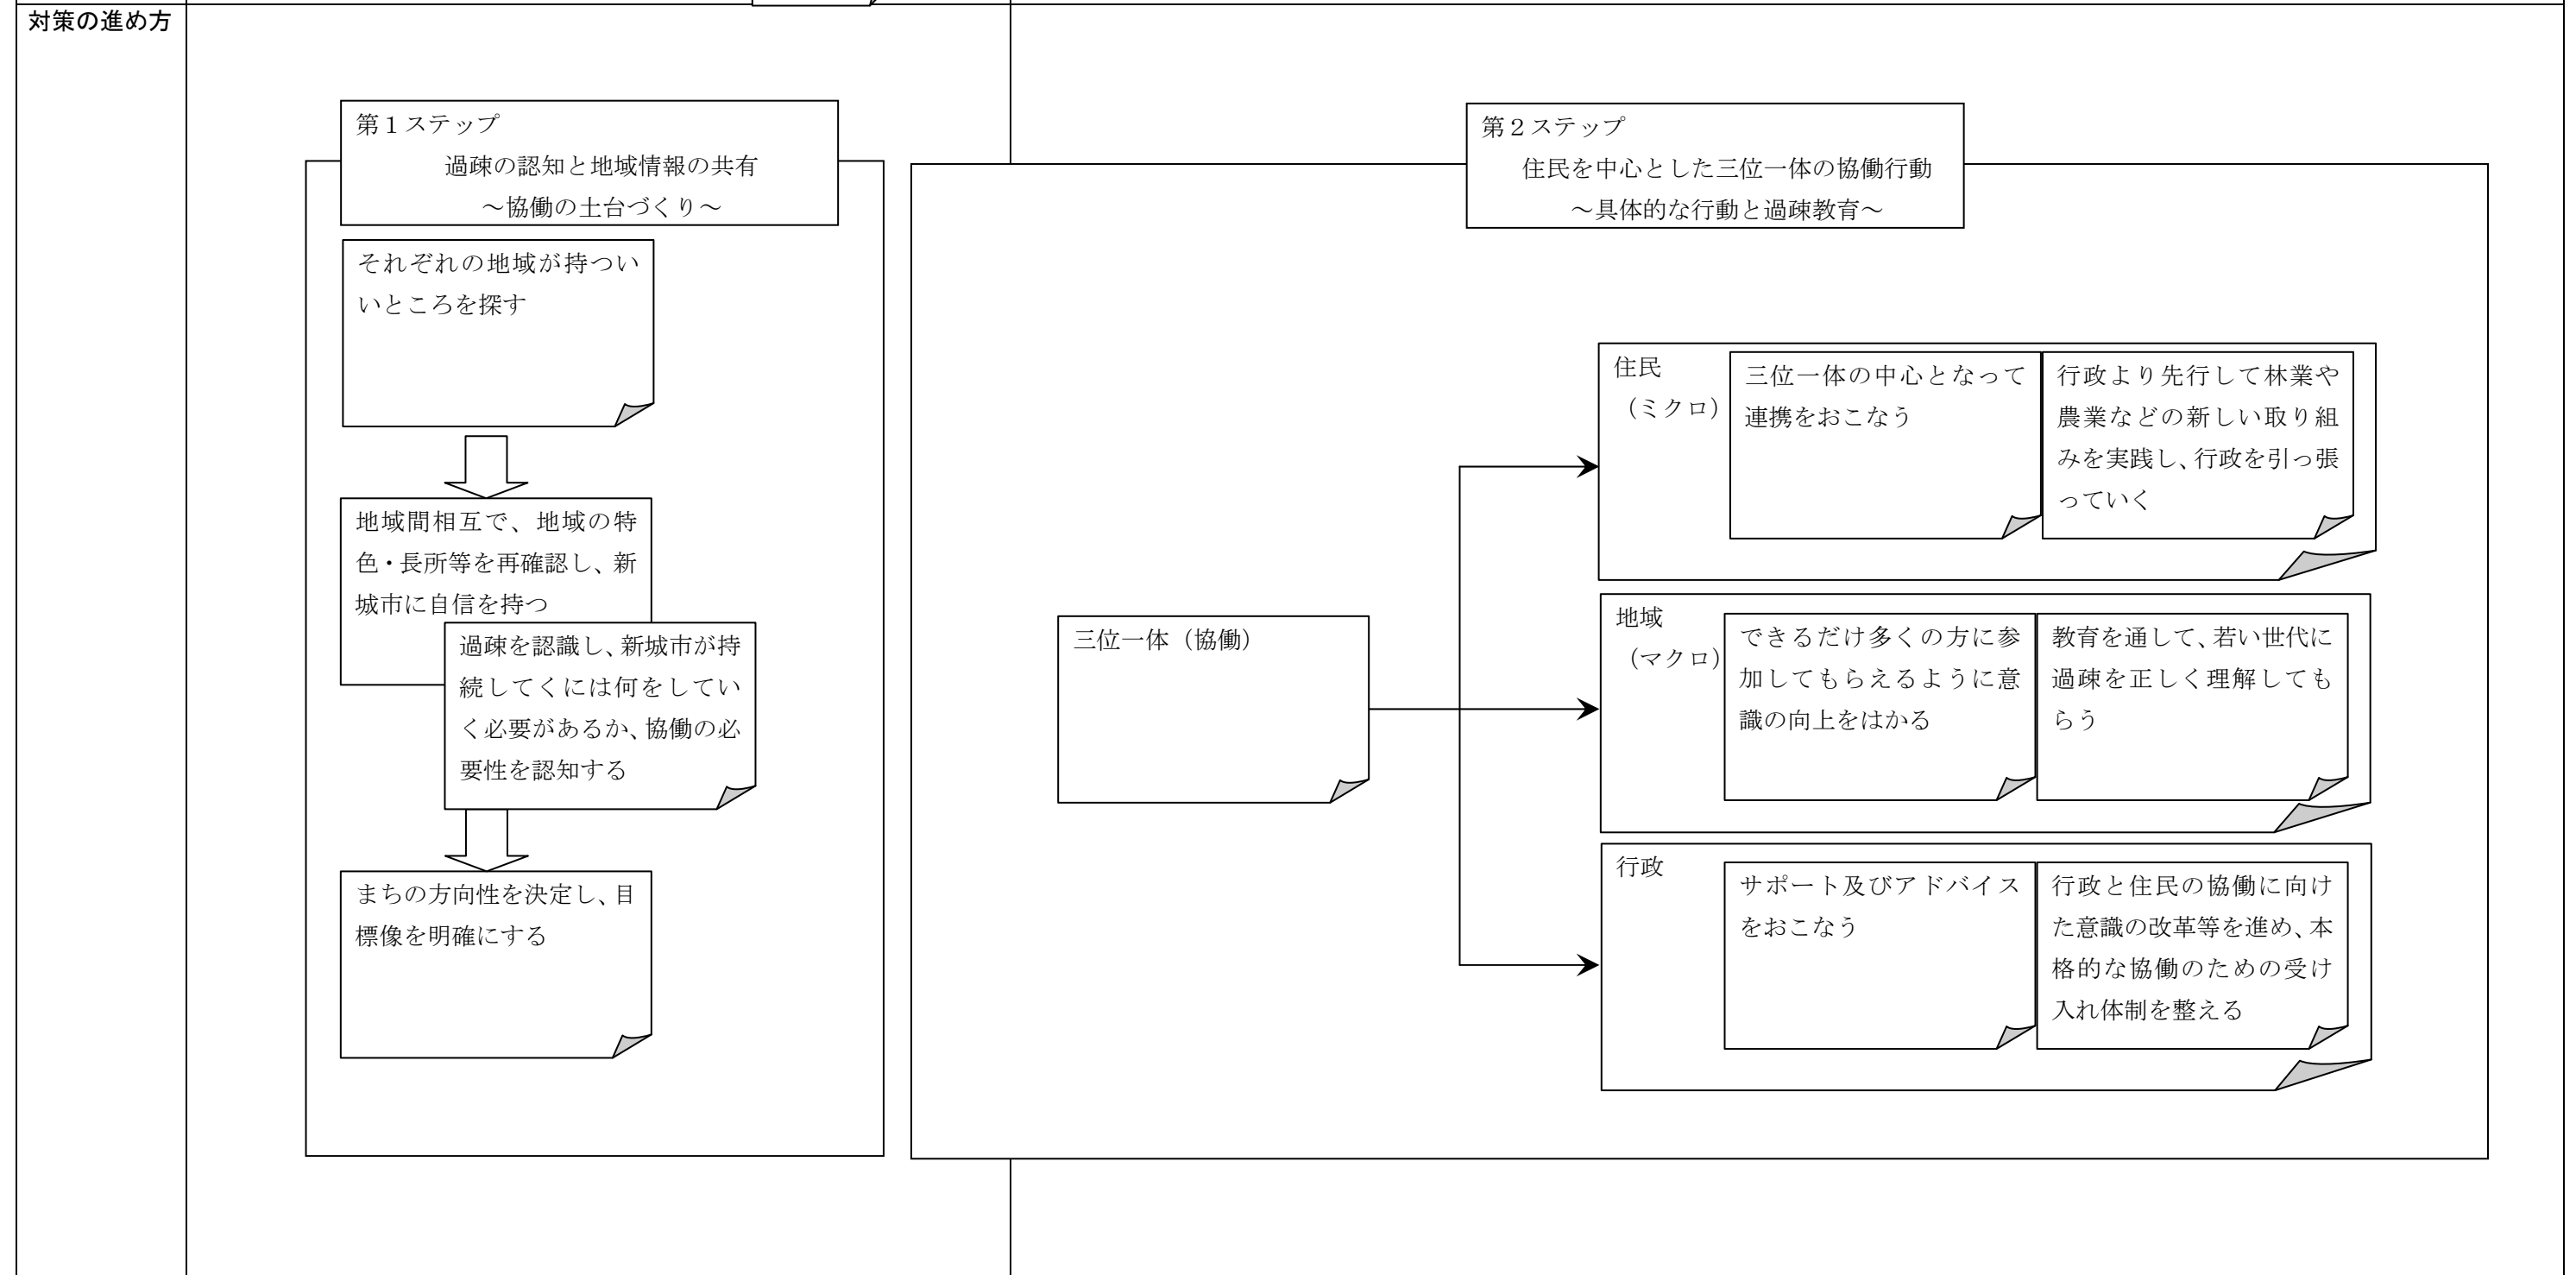 対策の進め方
第１ステップ
過疎の認知と地域情報の共有
～協働の土台づくり～
それぞれの地域が持つい
いところを探す
地域間相互で、地域の特
色・長所等を再確認し、新
城市に自信を持つ
過疎を認識し、新城市が持
続してくには何をしてい
く必要があるか、協働の必
要性を認知する
まちの方向性を決定し、目
標像を明確にする
第２ステップ
住民を中心とした三位一体の協働行動
～具体的な行動と過疎教育～
三位一体（協働）
住民
（ミクロ）
三位一体の中心となって
連携をおこなう
行政より先行して林業や
農業などの新しい取り組
みを実践し、行政を引っ張
っていく
地域
（マクロ）
できるだけ多くの方に参
加してもらえるように意
識の向上をはかる
教育を通して、若い世代に
過疎を正しく理解しても
らう
行政
サポート及びアドバイス
をおこなう
行政と住民の協働に向け
た意識の改革等を進め、本
格的な協働のための受け
入れ体制を整える